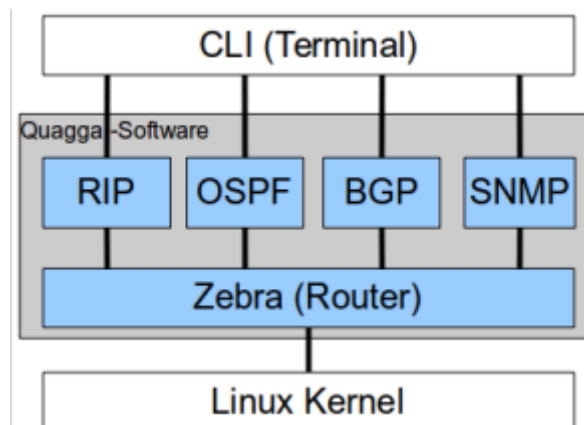 CLI (Terminal)
Quagga-Software
RIP OSPF BGP SNMP
Zebra (Router)
Linux Kernel